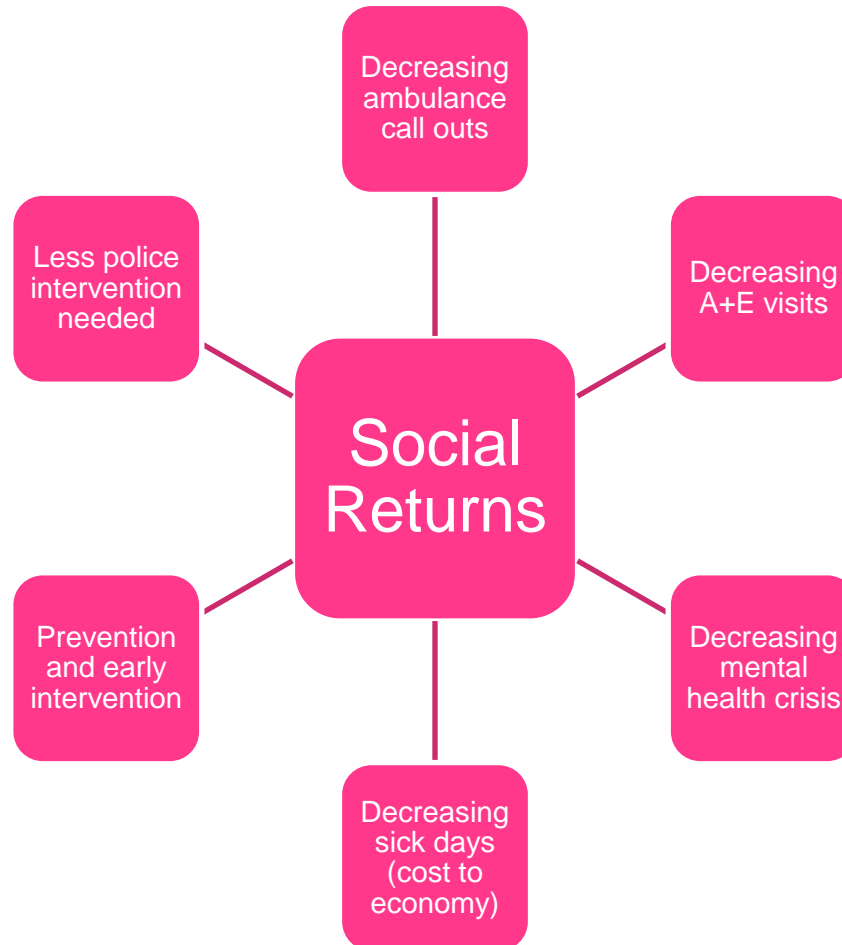 Decreasing
ambulance
call outs
Less police
intervention
needed
Decreasing
A+E visits
Social
Returns
Prevention
and early
intervention
Decreasing
mental
health crisis
Decreasing
sick days
(cost to
economy)